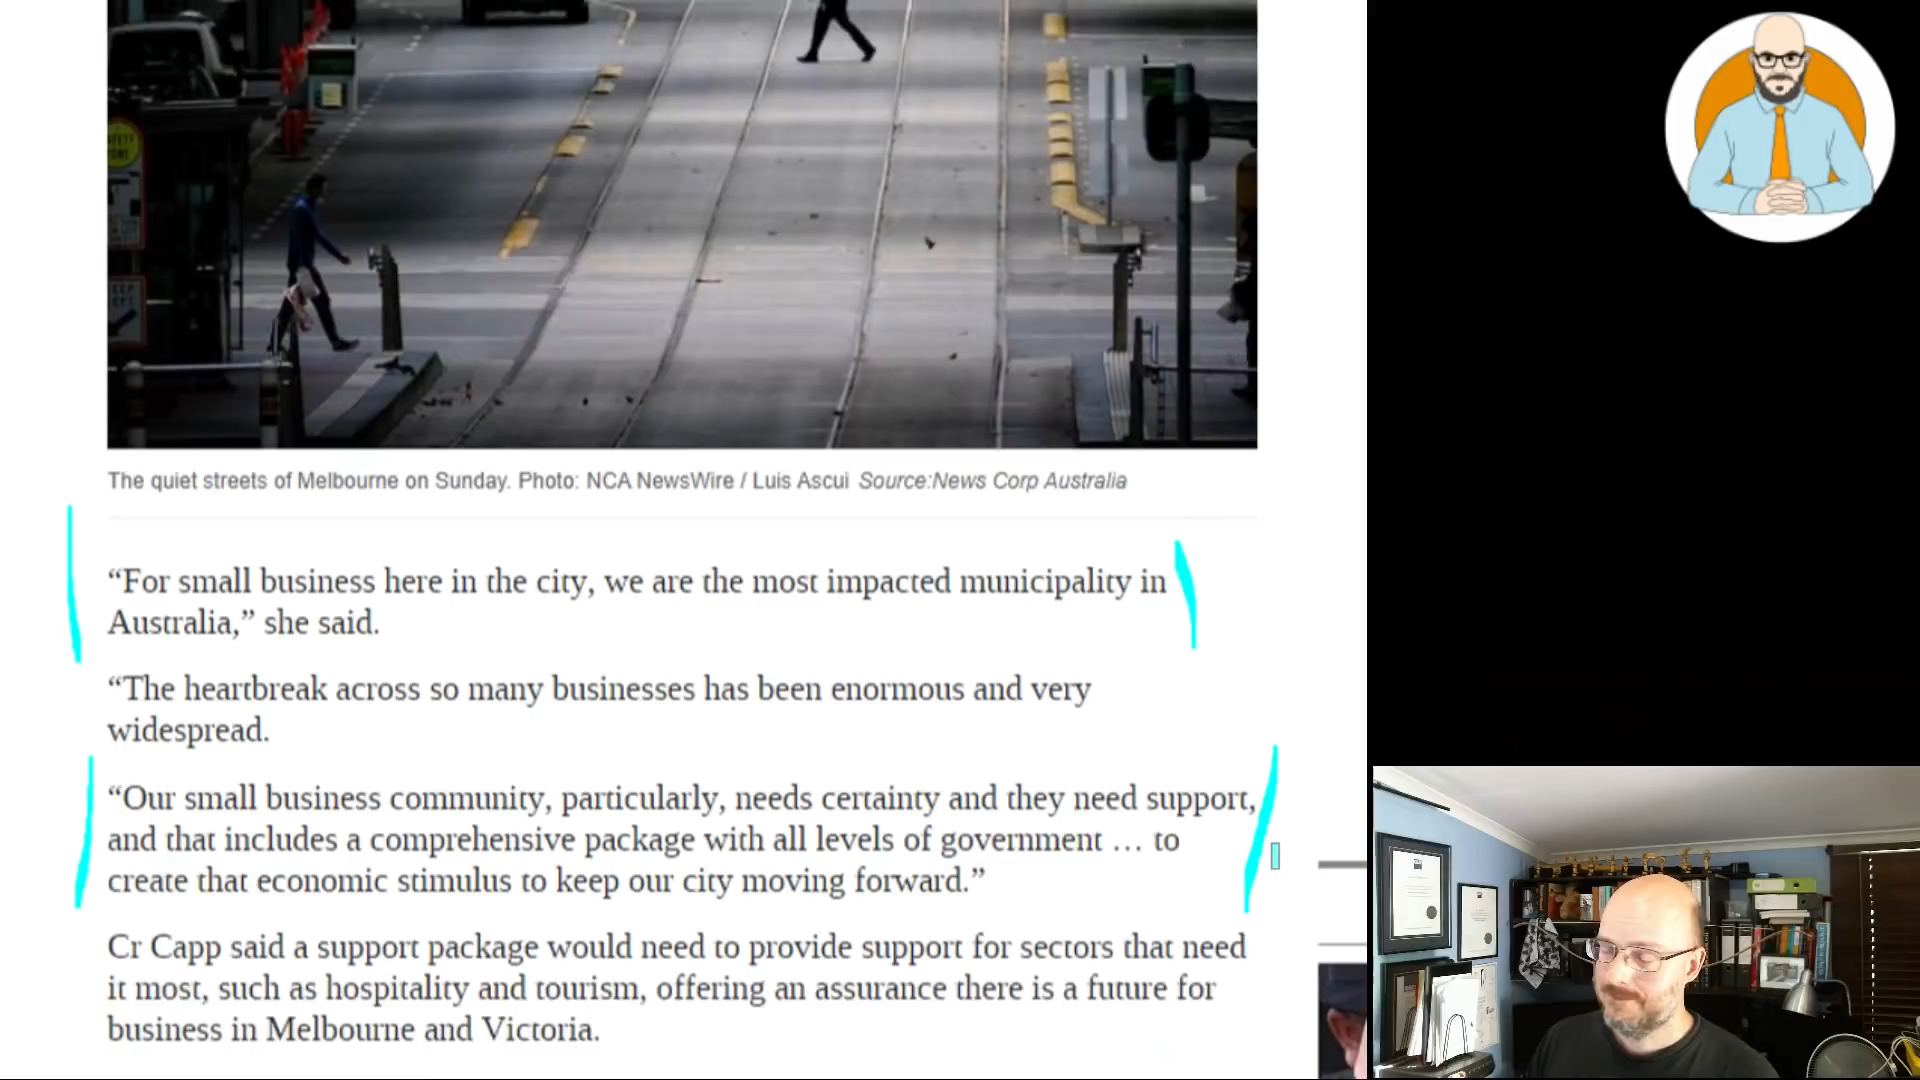 The quiet streets of Melbourne on Sunday. Photo: NCA NewsWire / Luis Ascui Source:News Corp Australia
“For small business here in the city, we are the most impacted municipality in
Australia,” she said.
“The heartbreak across so many businesses has been enormous and very
widespread.
“Our small business community, particularly, needs certainty and they need support,
and that includes a comprehensive package with all levels of government … to
create that economic stimulus to keep our city moving forward.”
Cr Capp said a support package would need to provide support for sectors that need
it most, such as hospitality and tourism, offering an assurance there is a future for
business in Melbourne and Victoria.